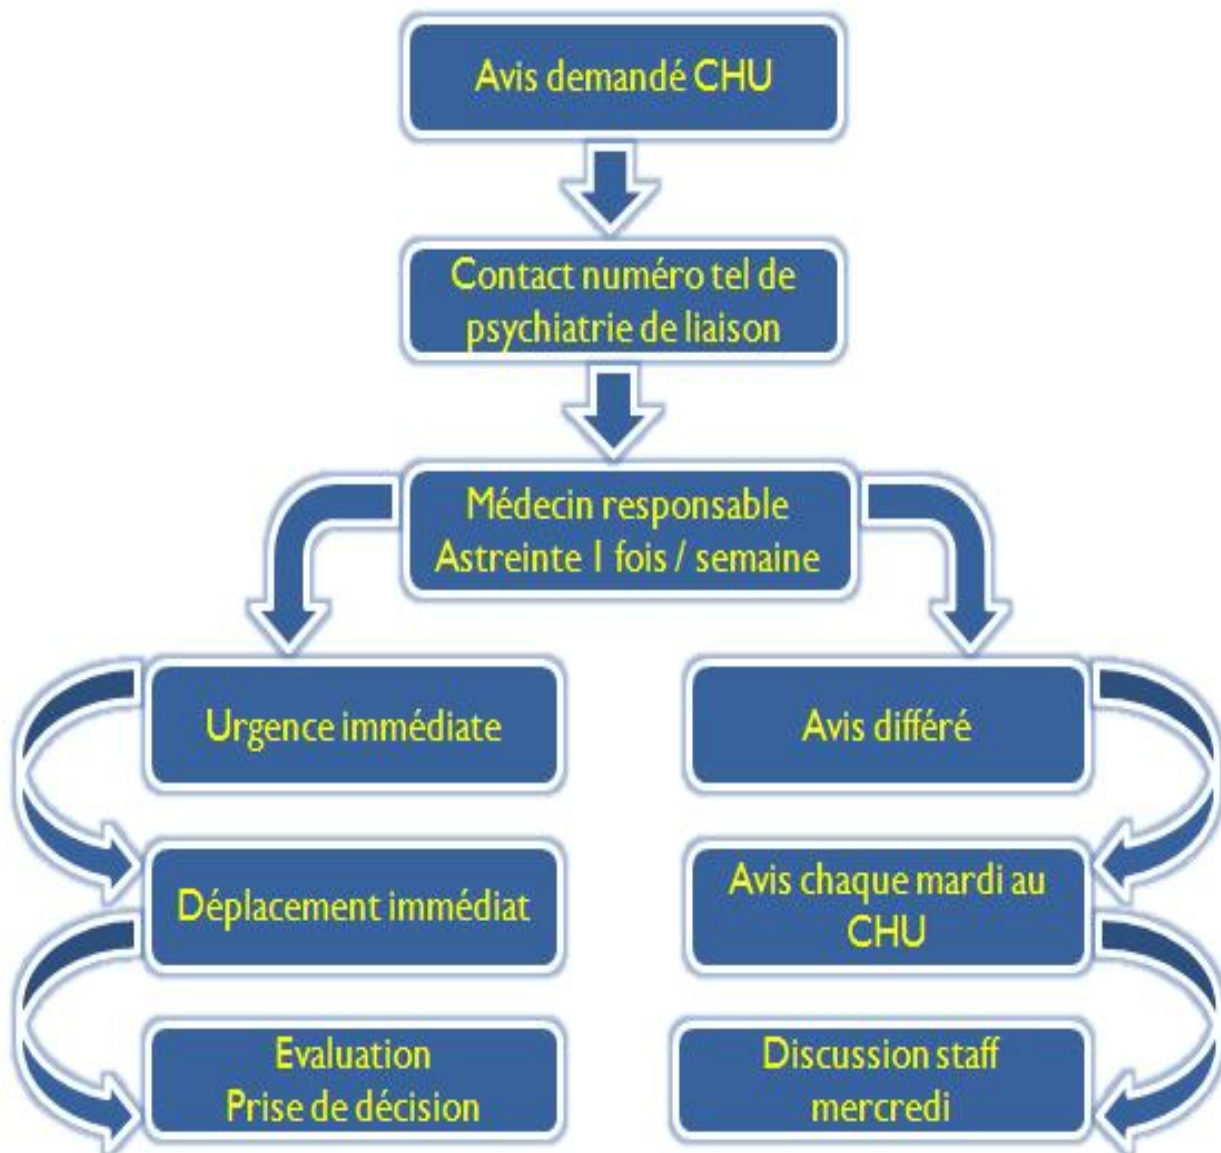 Avis demandé CHU
Contact numéro tel de
psychiatrie de liaison
Médecin responsable
Astreinte 1 fois / semaine
Urgence immédiate
Avis différé
Déplacement immédiat
Avis chaque mardi au
CHU
Evaluation
Prise de décision
Discussion staff
mercredi